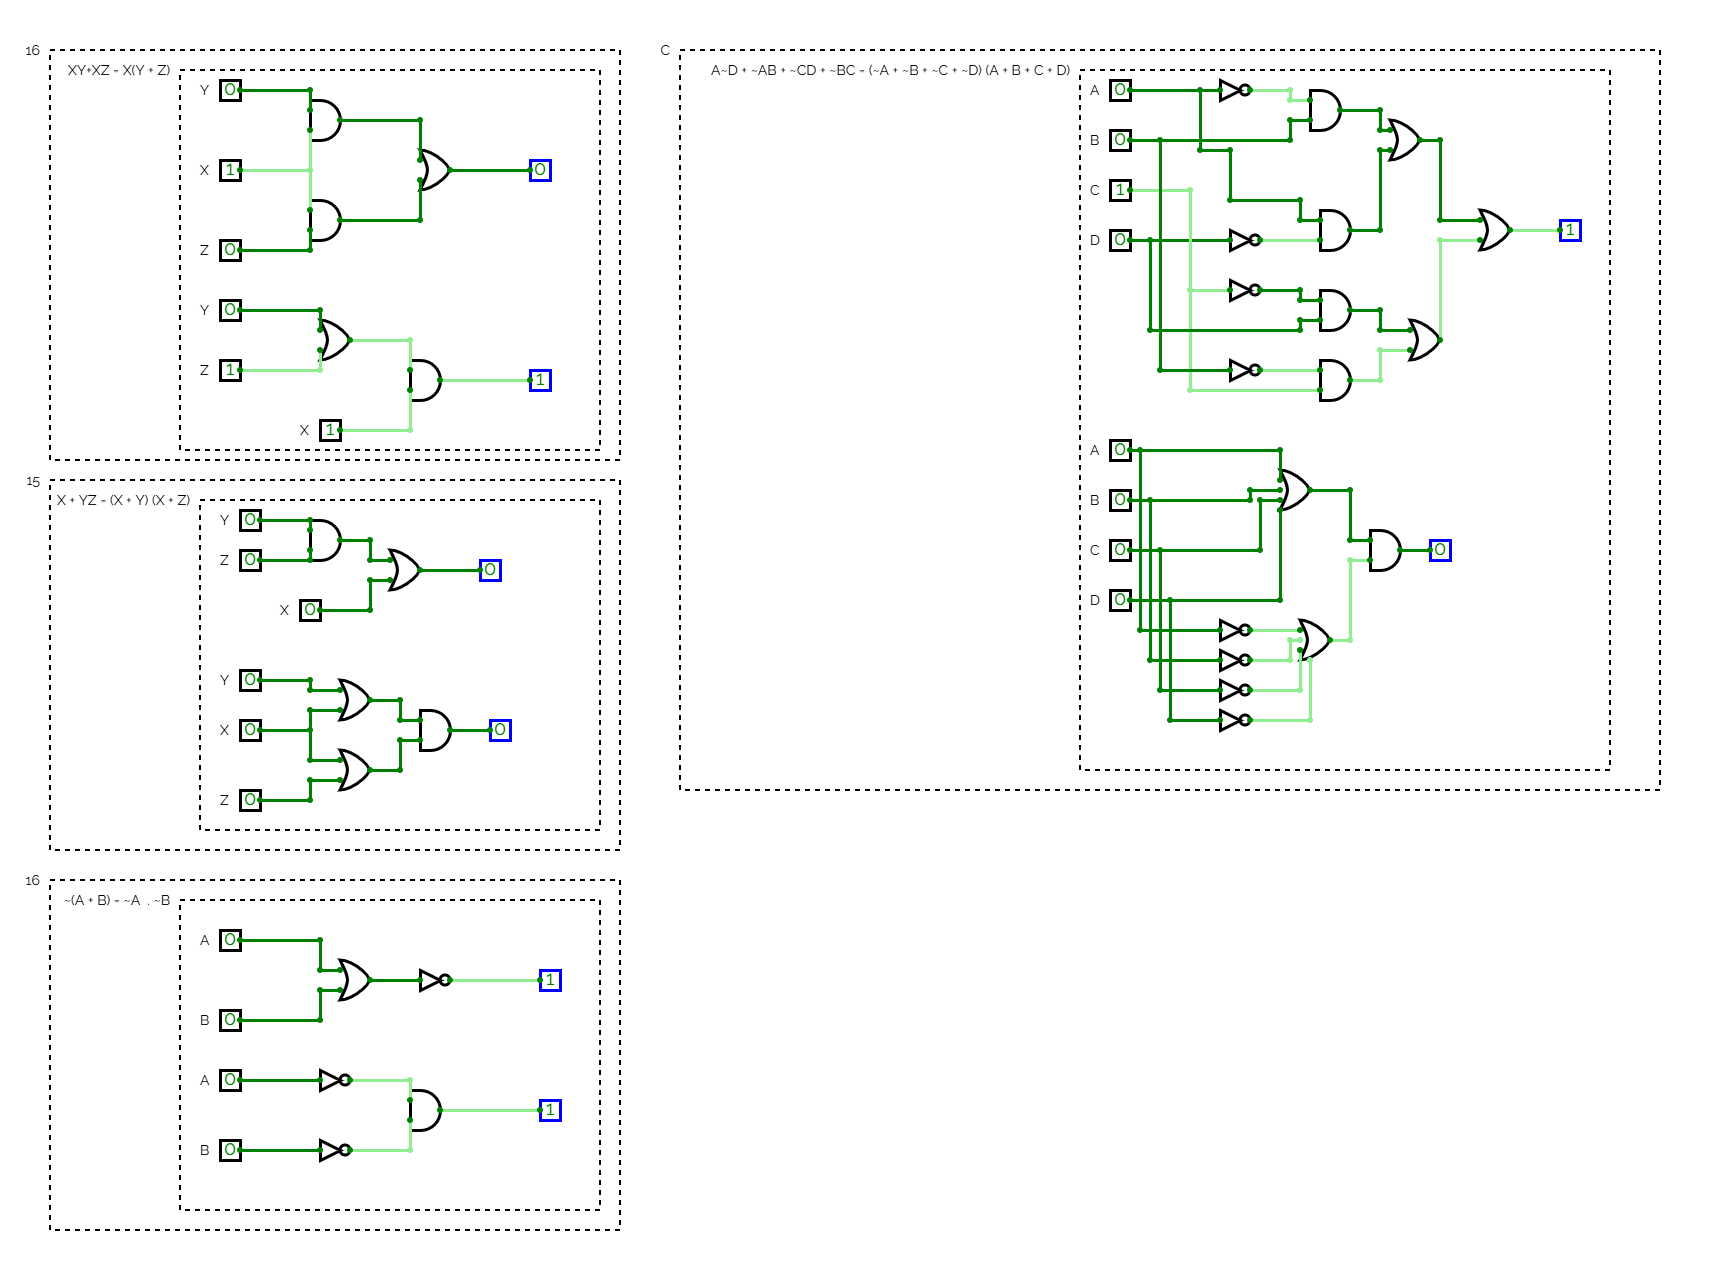 16
XY+XZ = X(Y + Z)
Y 0
X 1 0
Z 0
Y 0
Z 1 1
X 1
15
X + YZ = (X + Y) (X + Z)
Y 0
Z 0 0
X 0
Y 0
X 0 0
Z 0
16
~(A + B) = ~A . ~B
A 0
1
B 0
A 0
1
B 0
C
A~D + ~AB + ~CD + ~BC = (~A + ~B + ~C + ~D) (A + B + C + D)
A 0
B 0
C 1
1
D 0
A 0
B 0
C 0 0
D 0